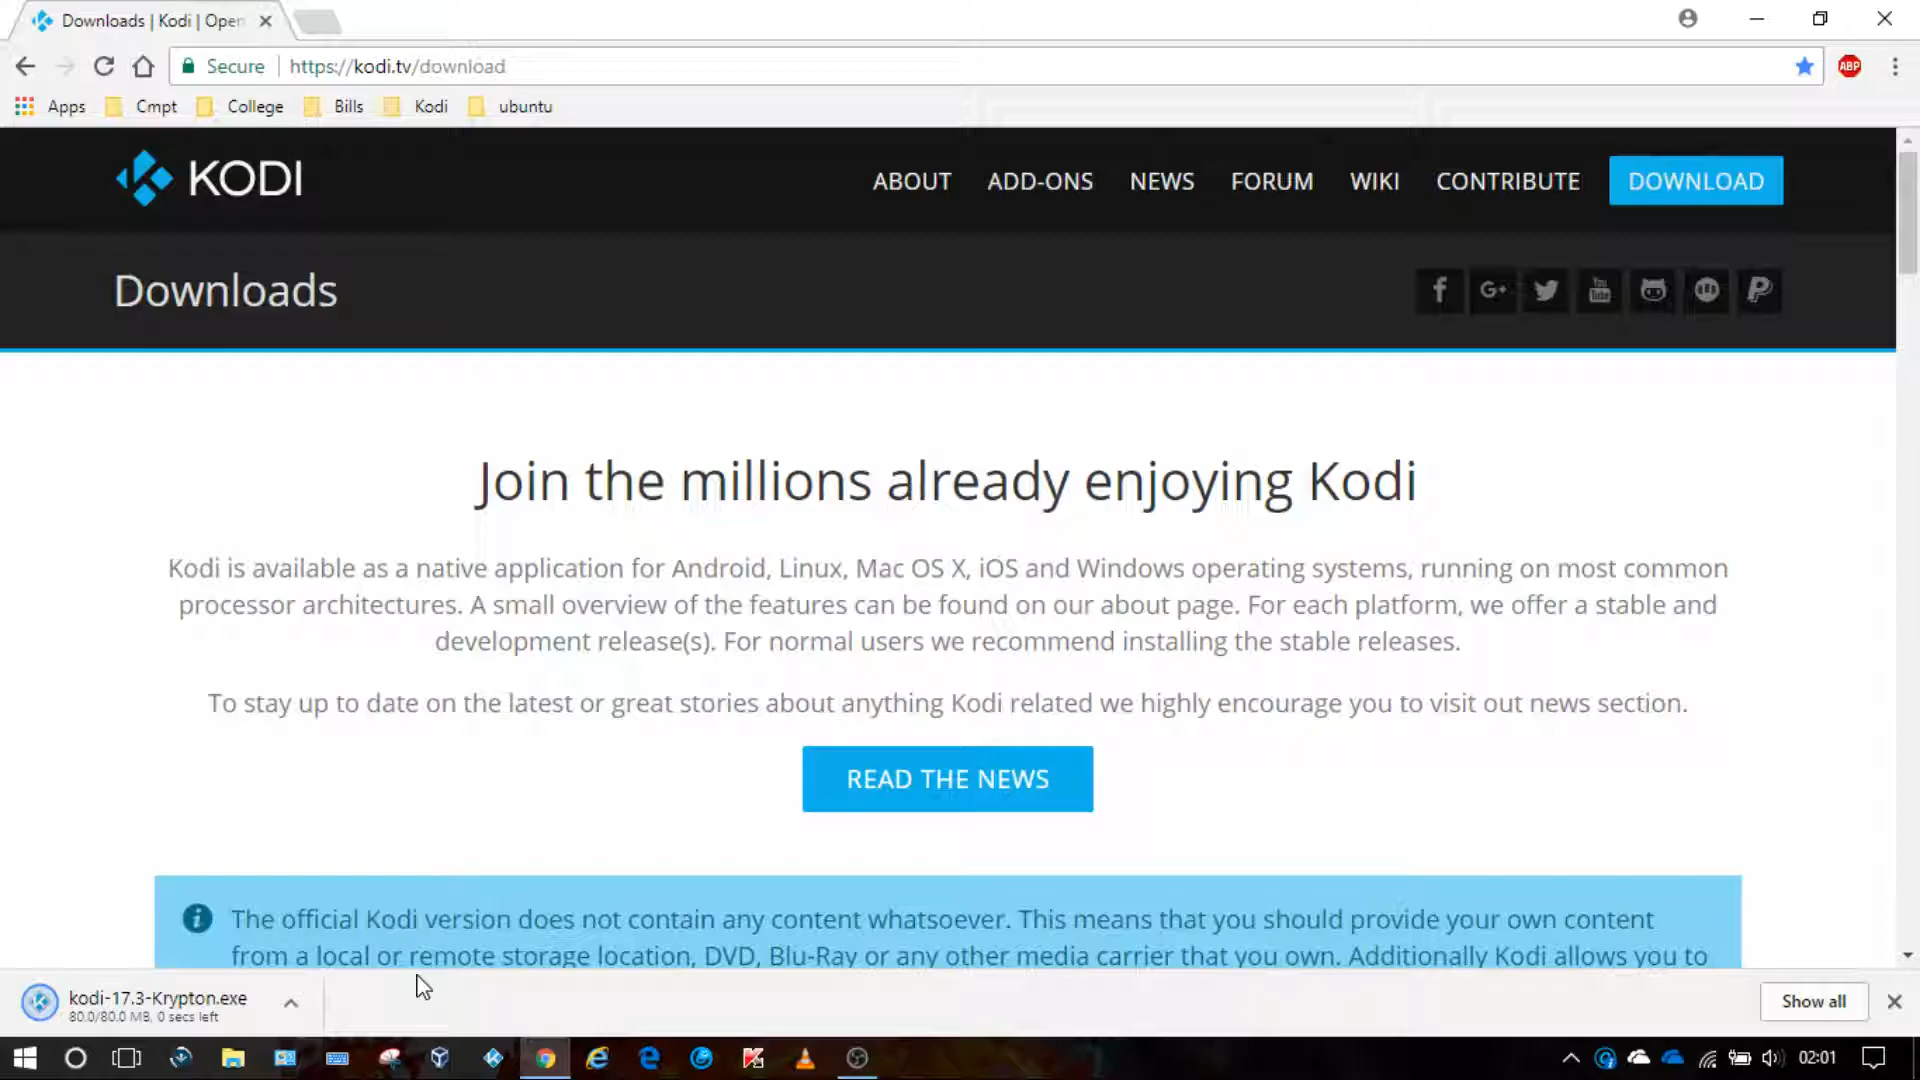 Downloads | Kodi | Open
Secure https://kodi.tv/download
ABP
Apps Cmpt College Bills Kodi ubuntu
KODI ABOUT ADD-ONS NEWS FORUM WIKI CONTRIBUTE DOWNLOAD
Downloads
Join the millions already enjoying Kodi
Kodi is available as a native application for Android, Linux, Mac OS X, iOS and Windows operating systems, running on most common
processor architectures. A small overview of the features can be found on our about page. For each platform, we offer a stable and
development release(s). For normal users we recommend installing the stable releases.
To stay up to date on the latest or great stories about anything Kodi related we highly encourage you to visit out news section.
READ THE NEWS
The official Kodi version does not contain any content whatsoever. This means that you should provide your own content
from a local or remote storage location, DVD, Blu-Ray or any other media carrier that you own. Additionally Kodi allows you to
kodi-17.3-Krypton.exe
80.0/80.0 MB, 0 secs left
Show all
02:01